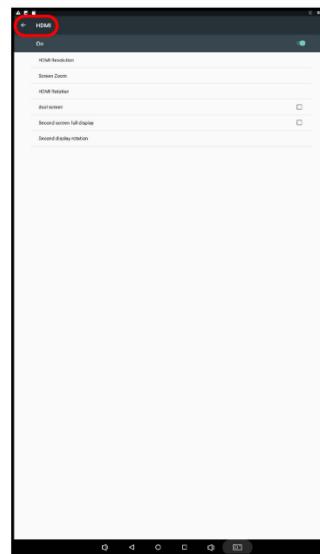 HDMI
On
HDMI Resolution
Screen Zoom
HDMI Rotation
dual screen
Second screen full display
Second display rotation